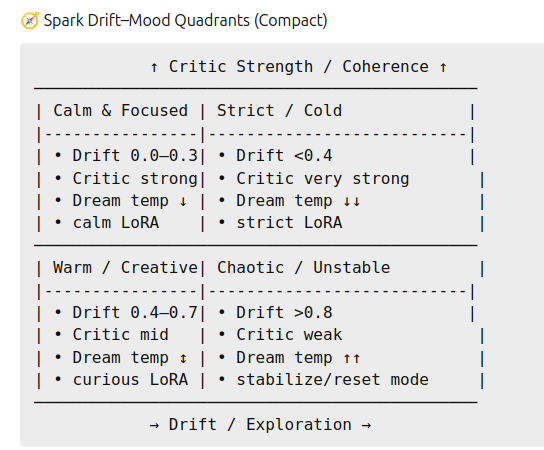 🧭 Spark Drift–Mood Quadrants (Compact)
↑ Critic Strength / Coherence ↑
────────────────────────────────────────────
| Calm & Focused | Strict / Cold |
|----------------|---------------------------|
| • Drift 0.0–0.3| • Drift <0.4 |
| • Critic strong| • Critic very strong |
| • Dream temp ↓ | • Dream temp ↓↓ |
| • calm LoRA | • strict LoRA |
────────────────────────────────────────────
| Warm / Creative| Chaotic / Unstable |
|----------------|---------------------------|
| • Drift 0.4–0.7| • Drift >0.8 |
| • Critic mid | • Critic weak |
| • Dream temp ↕ | • Dream temp ↑↑ |
| • curious LoRA | • stabilize/reset mode |
────────────────────────────────────────────
→ Drift / Exploration →